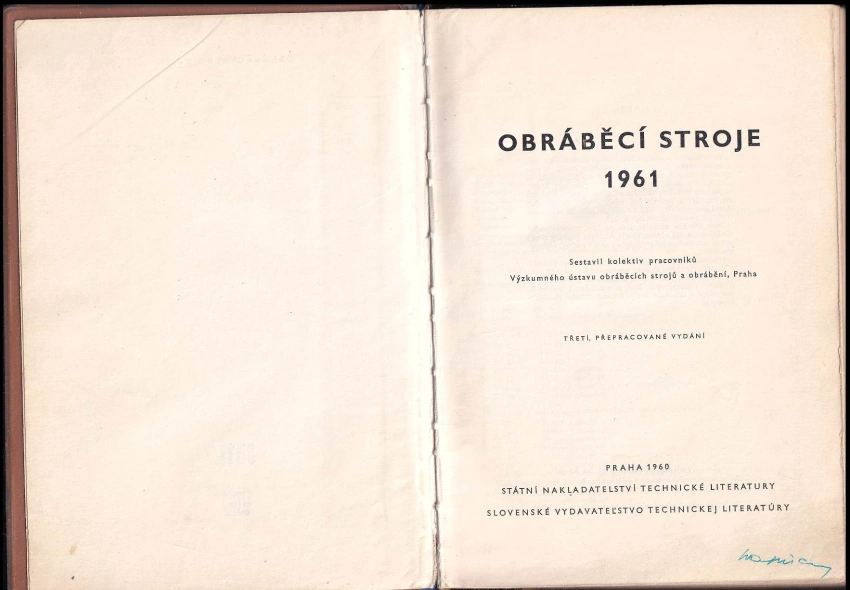 OBRÁBĚCÍ STROJE
1961
Sestavil kolektiv pracovníků
Výzkumného ústavu obráběcích strojů a obrábění, Praha
TŘETÍ, PŘEPRACOVANÉ VYDÁNÍ
PRAHA 1960
STÁTNÍ NAKLADATELSTVÍ TECHNICKÉ LITERATURY
SLOVENSKÉ VYDAVATEĽSTVO TECHNICKEJ LITERATÚRY